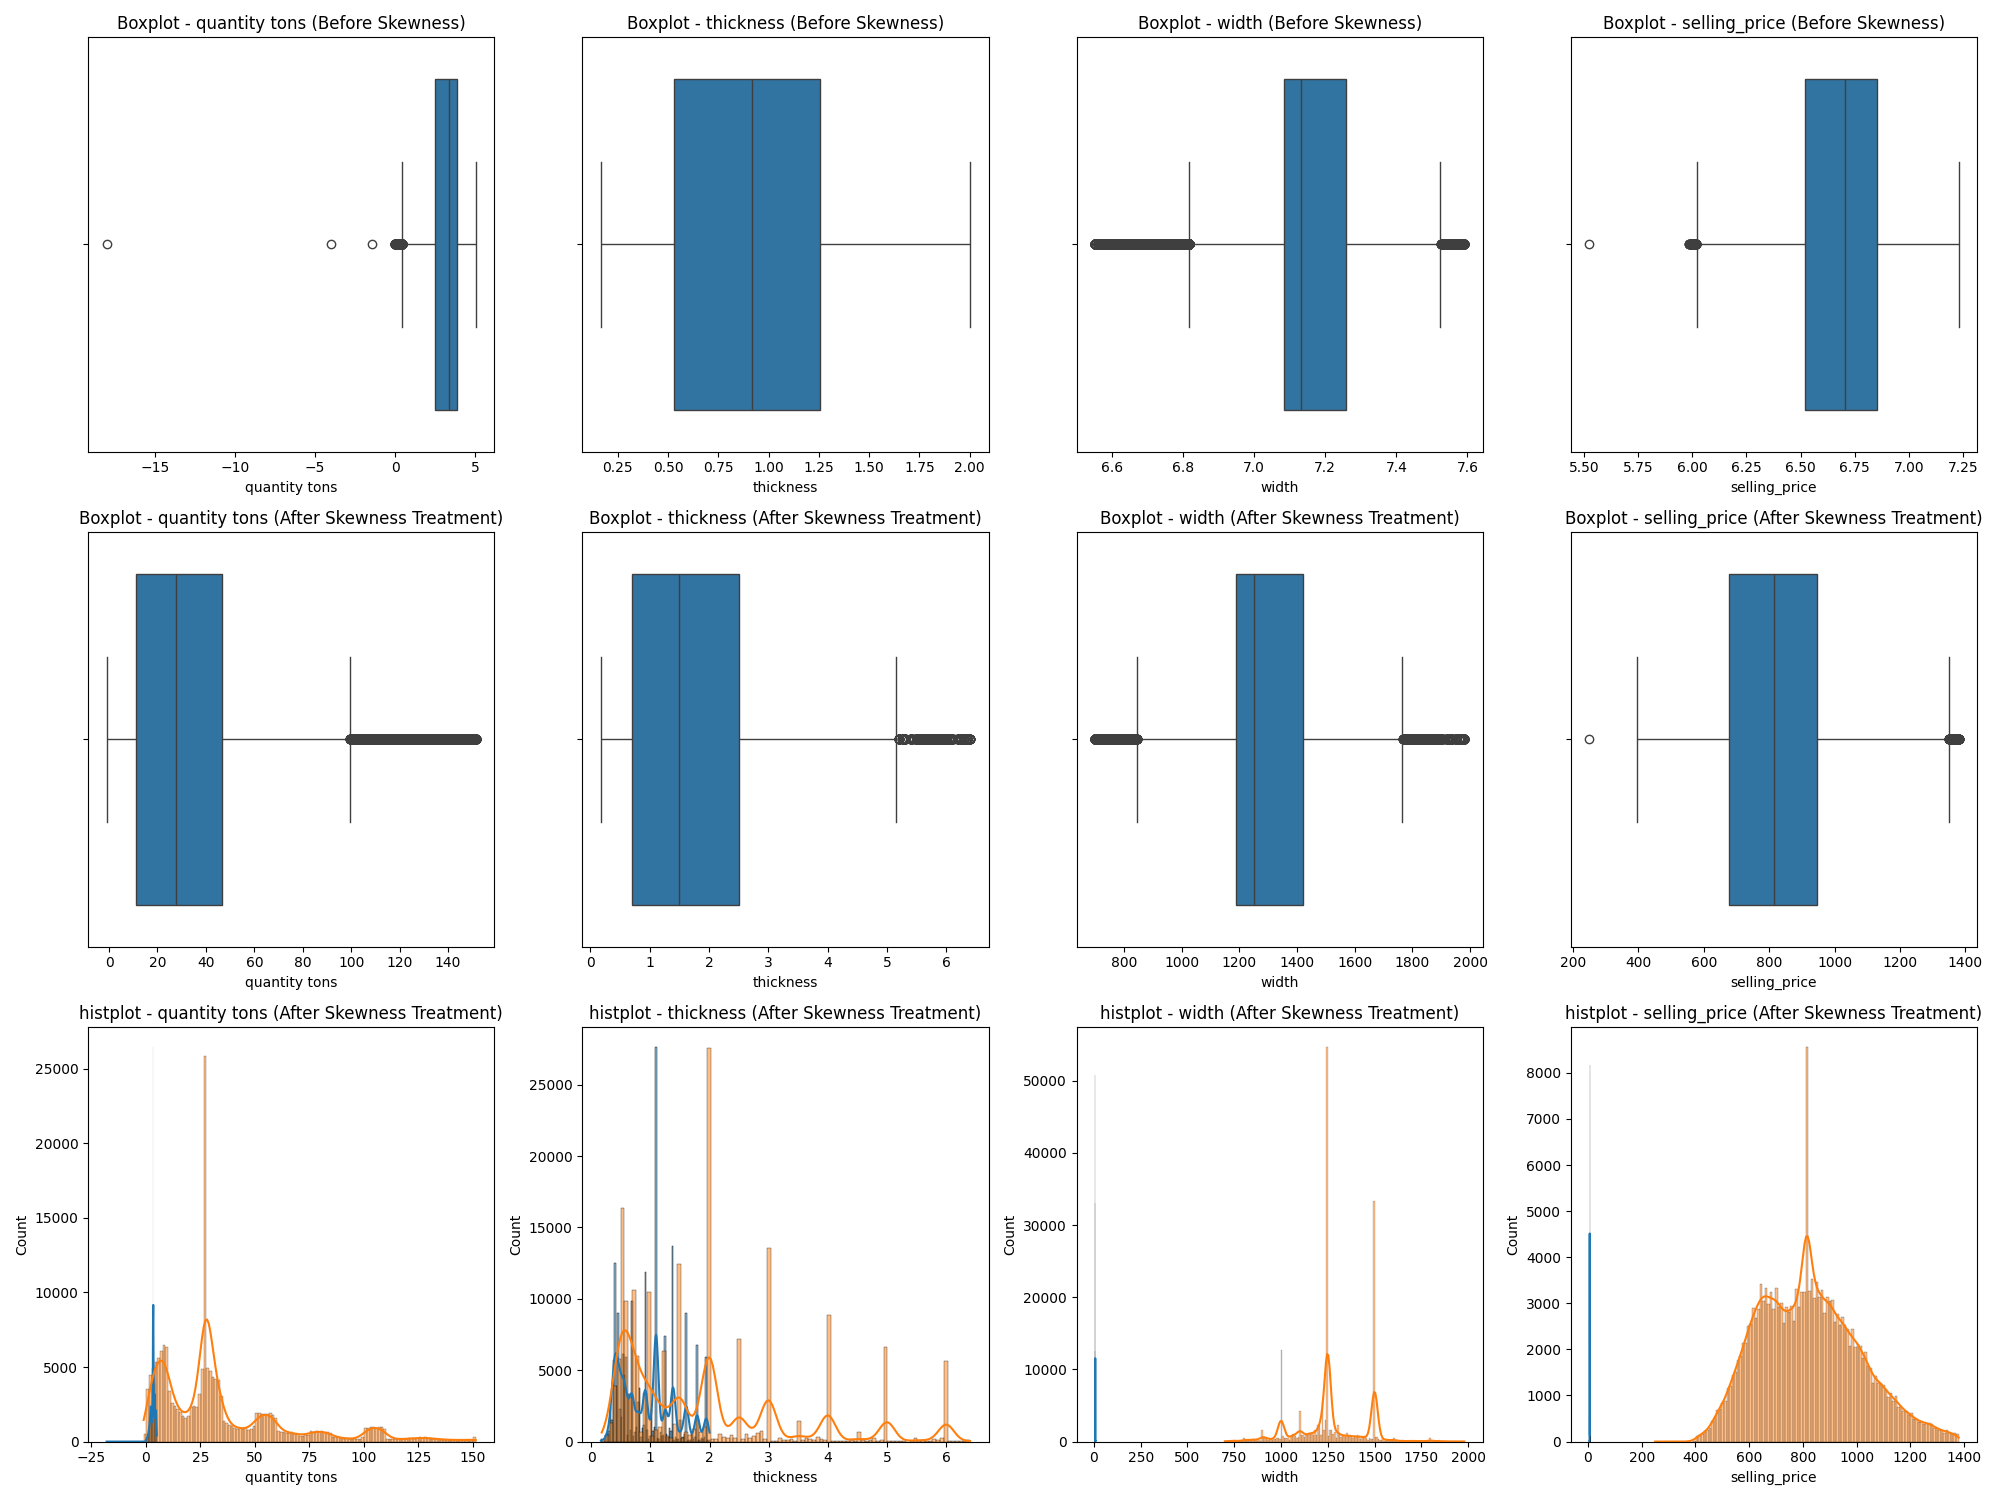 Boxplot - quantity tons (Before Skewness)
Boxplot - thickness (Before Skewness)
Boxplot - width (Before Skewness)
Boxplot - selling_price (Before Skewness)
−15 −10 −5 0 5
quantity tons
0.25 0.50 0.75 1.00 1.25 1.50 1.75 2.00
thickness
6.6 6.8 7.0 7.2 7.4 7.6
width
5.50 5.75 6.00 6.25 6.50 6.75 7.00 7.25
selling_price
Boxplot - quantity tons (After Skewness Treatment)
Boxplot - thickness (After Skewness Treatment)
Boxplot - width (After Skewness Treatment)
Boxplot - selling_price (After Skewness Treatment)
0 20 40 60 80 100 120 140
quantity tons
0 1 2 3 4 5 6
thickness
800 1000 1200 1400 1600 1800 2000
width
200 400 600 800 1000 1200 1400
selling_price
histplot - quantity tons (After Skewness Treatment)
25000
20000
15000
10000
5000
0
Count
−25 0 25 50 75 100 125 150
quantity tons
histplot - thickness (After Skewness Treatment)
25000
20000
15000
10000
5000
0
Count
0 1 2 3 4 5 6
thickness
histplot - width (After Skewness Treatment)
50000
40000
30000
20000
10000
0
Count
0 250 500 750 1000 1250 1500 1750 2000
width
histplot - selling_price (After Skewness Treatment)
8000
7000
6000
5000
4000
3000
2000
1000
0
Count
0 200 400 600 800 1000 1200 1400
selling_price